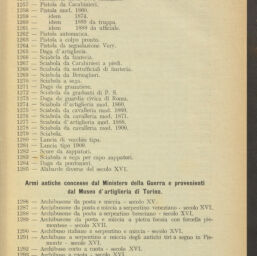 1257 — Pistola da Carabinieri.
1258 — Pistola mod. 1860.
1259 — idem 1874.
1260 — idem 1889 da truppa.
1261 — idem 1889 da ufficiale.
1262 — Pistola automatica.
1263 — Pistola a colpo pronto.
1264 — Pistola da segnalazione Very.
1265 — Daga d'artiglieria.
1266 — Sciabola da fanteria.
1267 — Sciabola da Carabinieri a piedi.
1268 — Sciabola da sottufficiali di fanteria.
1269 — Sciabola da Bersaglieri.
1270 — Sciabola a sega.
1271 — Daga da granatiere.
1272 — Sciabola da graduati di P. S.
1273 — Daga da guardia civica di Roma.
1274 — Sciabola d'artiglieria mod. 1860.
1275 — Sciabola da cavalleria mod. 1860.
1276 — Sciabola da cavalleria mod. 1871.
1277 — Sciabola d'artiglieria mod. 1888.
1278 — Sciabola da cavalleria mod. 1900.
1279 — Sciabola.
1280 — Lancia di vecchio tipo.
1281 — Lancia tipo 1900.
1282 — Scure da zappatori.
1283 — Sciabola a sega per capo zappatori.
1284 — Daga da pontonieri.
1285 — Alabarde diverse del secolo XVI.
Armi antiche concesse dal Ministero della Guerra e provenienti
dal Museo d'artiglieria di Torino.
1286 — Archibusone da posta a miccia - secolo XV.
1287 — Archibusone da posta a miccia a serpentino veneziano - secolo XVI.
1288 — Archibusone da posta a serpentino bresciano - secolo XVI.
1289 — Archibusone da posta e miccia a pietra focaia con forcella piemontese - secolo XVII.
1290 — Archibuso italiano a serpentino e miccia - secolo XVI.
1291 — Archibuso a serpentino e miccia degli antichi tiri a segno in Piemonte - secolo XVI.
1292 — Archibuso corto a ruota - secolo XVI.
1293 — Archibuso a ruota - secolo XVI.